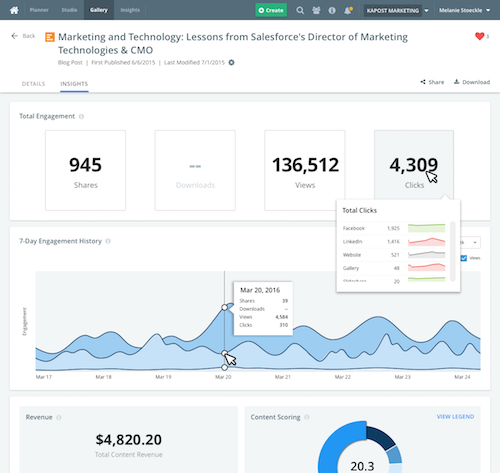 Planner
Studio
Gallery
Insights
Create
KAPOST MARKETING
Melanie Stoeckle
Back
Marketing and Technology: Lessons from Salesforce's Director of Marketing
Technologies & CMO
Blog Post | First Published 6/6/2015 | Last Modified 7/1/2015
DETAILS
INSIGHTS
Share
Download
Total Engagement
945
Shares
--
Downloads
136,512
Views
4,309
Clicks
Total Clicks
Facebook 1,925
LinkedIn 1,416
Website 521
Gallery 48
Slideshare 20
7-Day Engagement History
Views
Engagement
Mar 20, 2016
Shares 39
Downloads --
Views 4,584
Clicks 310
Mar 17
Mar 18
Mar 19
Mar 20
Mar 21
Mar 22
Mar 23
Mar 24
Revenue
$4,820.20
Total Content Revenue
Content Scoring
VIEW LEGEND
20.3